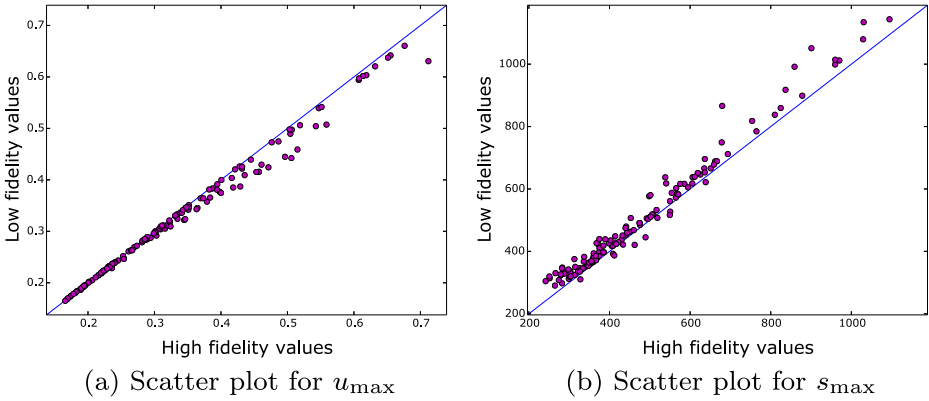 0.7
0.6
0.5
0.4
0.3
0.2
0.2 0.3 0.4 0.5 0.6 0.7
Low fidelity values
High fidelity values
(a) Scatter plot for u_max
1000
800
600
400
200
200 400 600 800 1000
Low fidelity values
High fidelity values
(b) Scatter plot for s_max